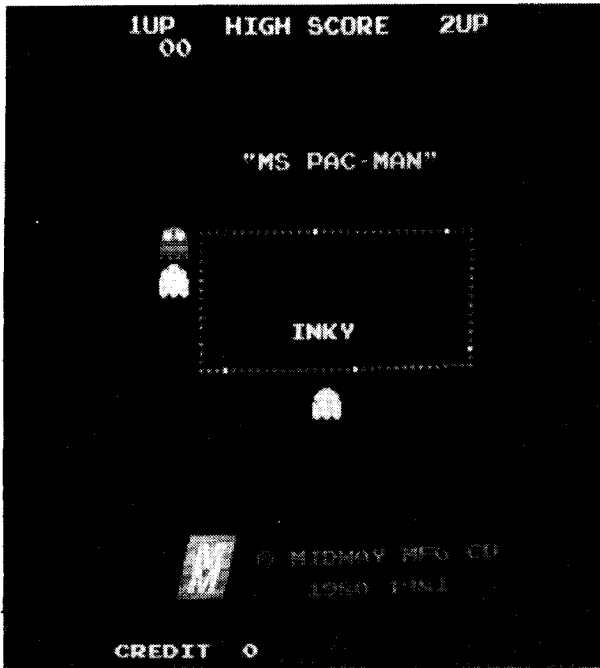 1UP HIGH SCORE 2UP
00
"MS PAC-MAN"
INKY
© MIDWAY MFG CO
1980 1981
CREDIT 0